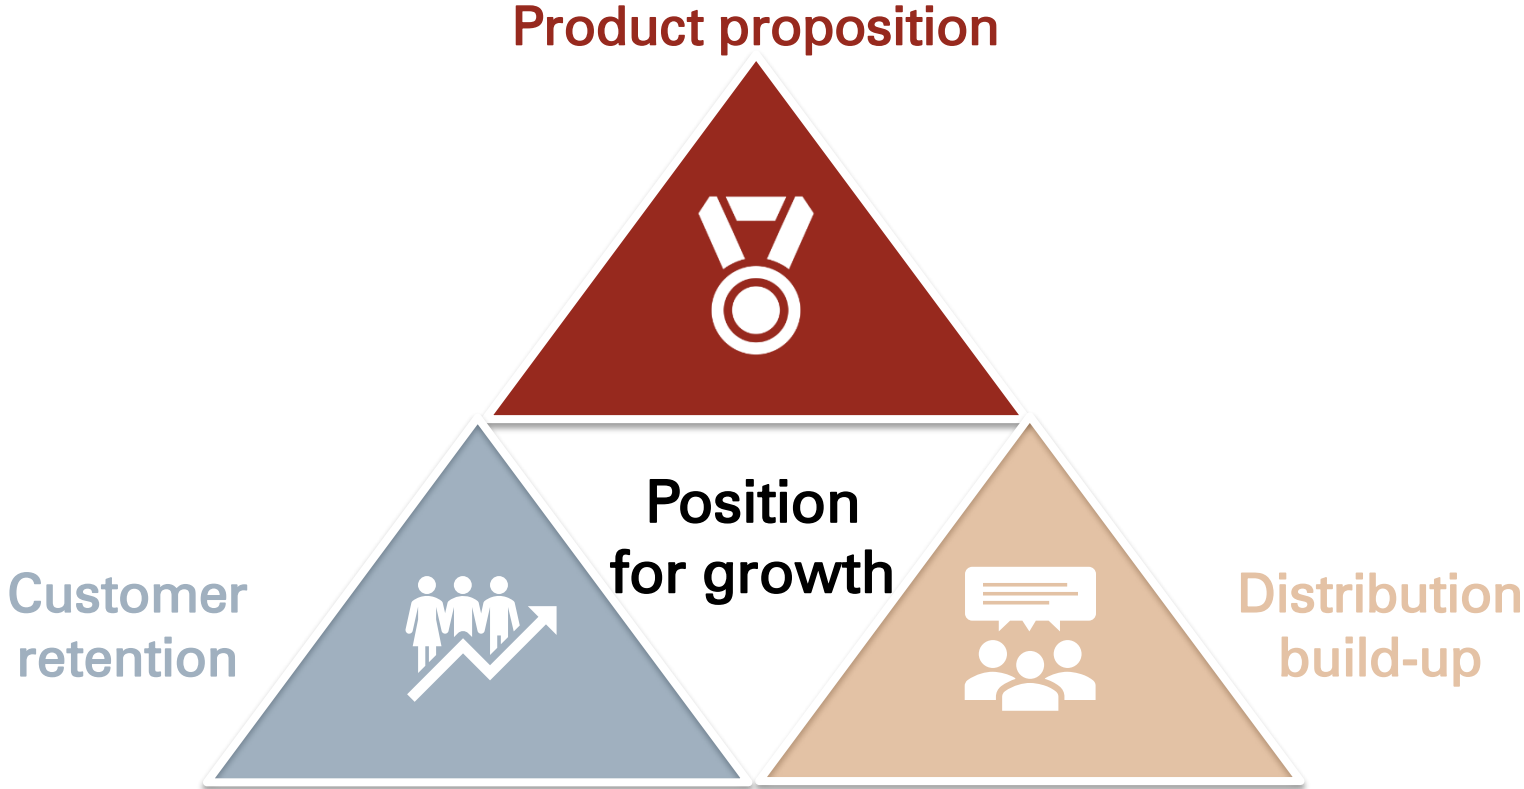 Product proposition
Position
for growth
Customer
retention
Distribution
build-up